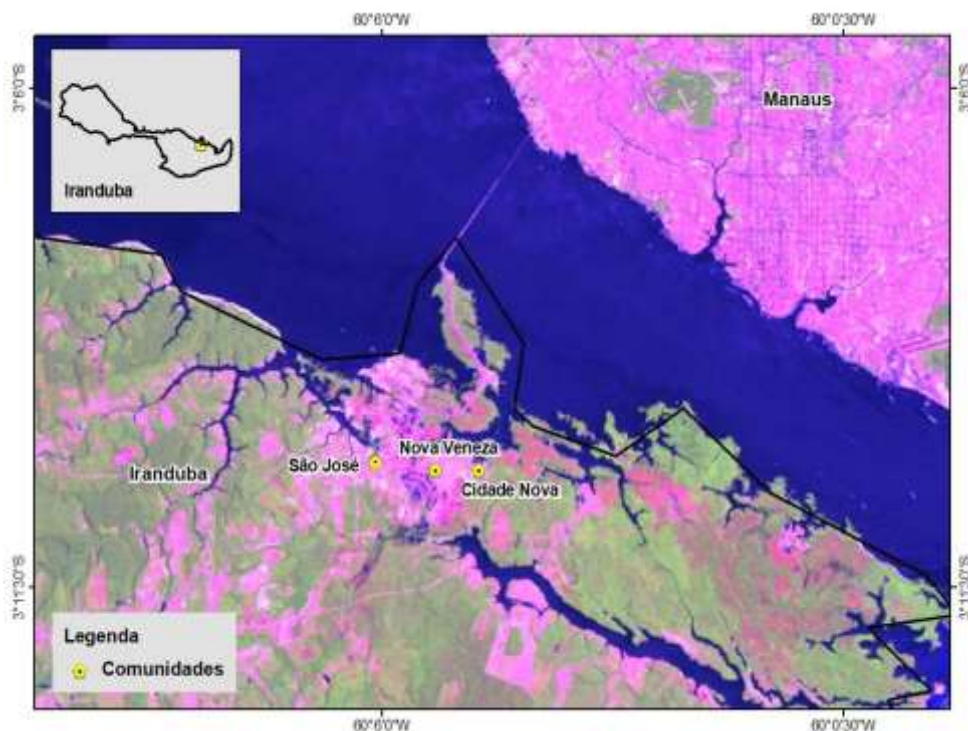 60°6'0"W
60°0'30"W
3°6'0"S
3°6'0"S
Manaus
Iranduba
Nova Veneza
São José
Iranduba
Cidade Nova
3°11'30"S
3°11'30"S
Legenda
Comunidades
60°6'0"W
60°0'30"W